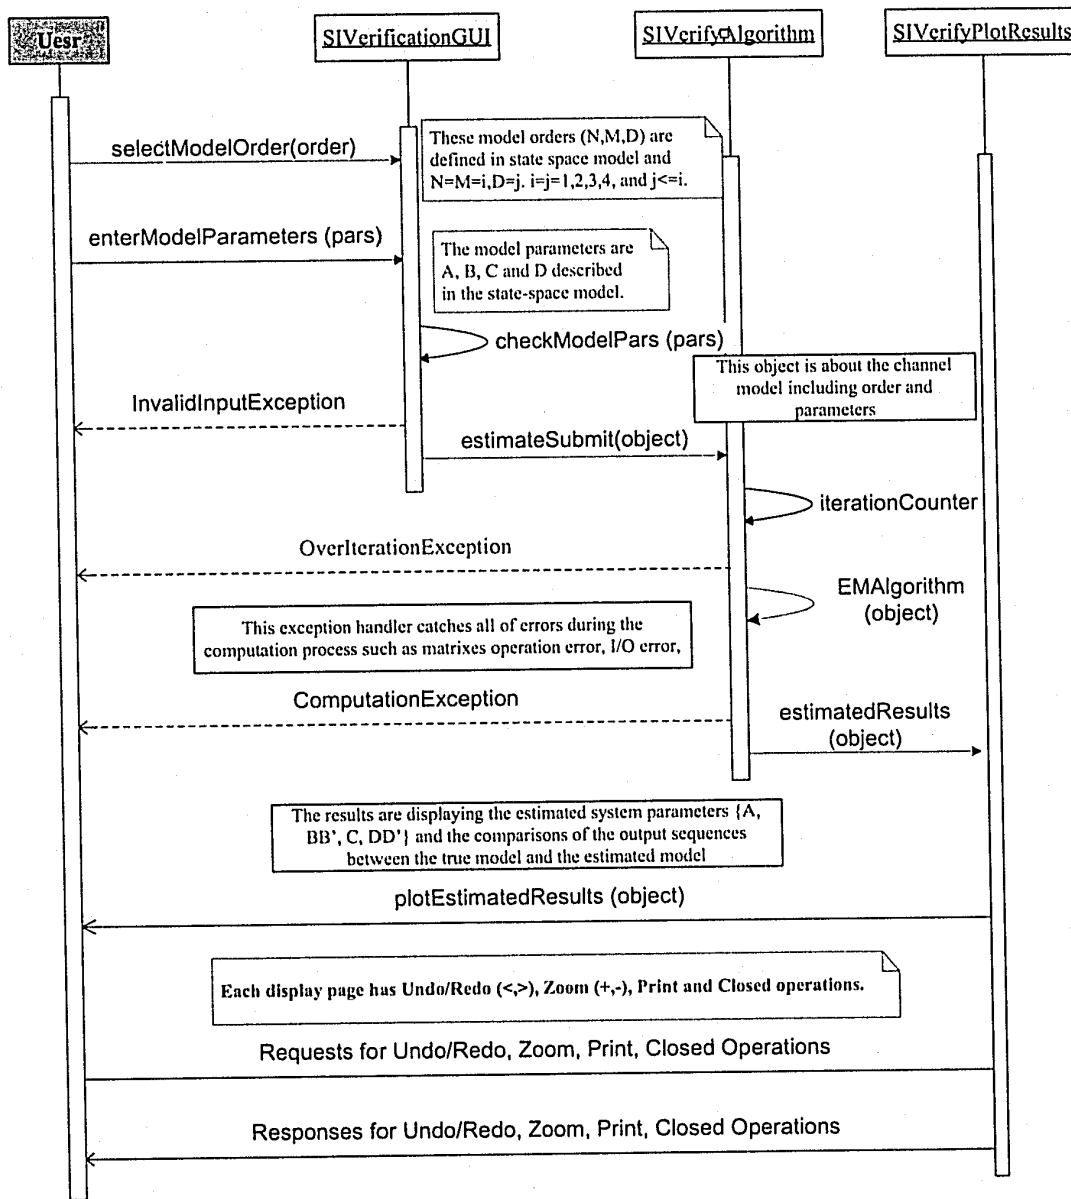 Uesr
SIVerificationGUI
SIVerifyAlgorithm
SIVerifyPlotResults
These model orders (N,M,D) are
defined in state space model and
N=M=i,D=j. i=j=1,2,3,4, and j<=i.
selectModelOrder(order)
enterModelParameters (pars)
The model parameters are
A, B, C and D described
in the state-space model.
checkModelPars (pars)
This object is about the channel
model including order and
parameters
InvalidInputException
estimateSubmit(object)
iterationCounter
OverIterationException
EMAlgorithm
(object)
This exception handler catches all of errors during the
computation process such as matrixes operation error, I/O error,
ComputationException
estimatedResults
(object)
The results are displaying the estimated system parameters {A,
BB', C, DD'} and the comparisons of the output sequences
between the true model and the estimated model
plotEstimatedResults (object)
Each display page has Undo/Redo (<,>), Zoom (+,-), Print and Closed operations.
Requests for Undo/Redo, Zoom, Print, Closed Operations
Responses for Undo/Redo, Zoom, Print, Closed Operations